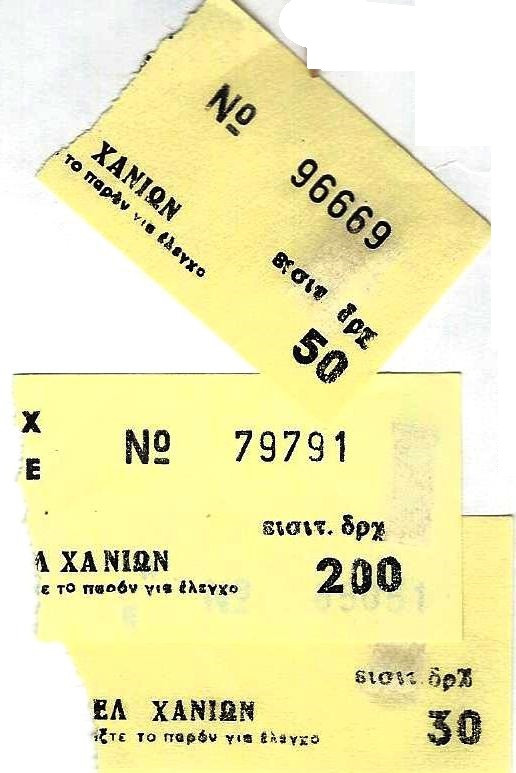 Nº 96669
ΧΑΝΙΩΝ
το παρόν για έλεγχο
εισιτ δρχ
50
Χ
Ε
Nº 79791
εισιτ. δρχ
Λ ΧΑΝΙΩΝ
200
ε το παρόν για έλεγχο
εισιτ. δρχ
ΕΛ ΧΑΝΙΩΝ
30
ξτε το παρόν για έλεγχο